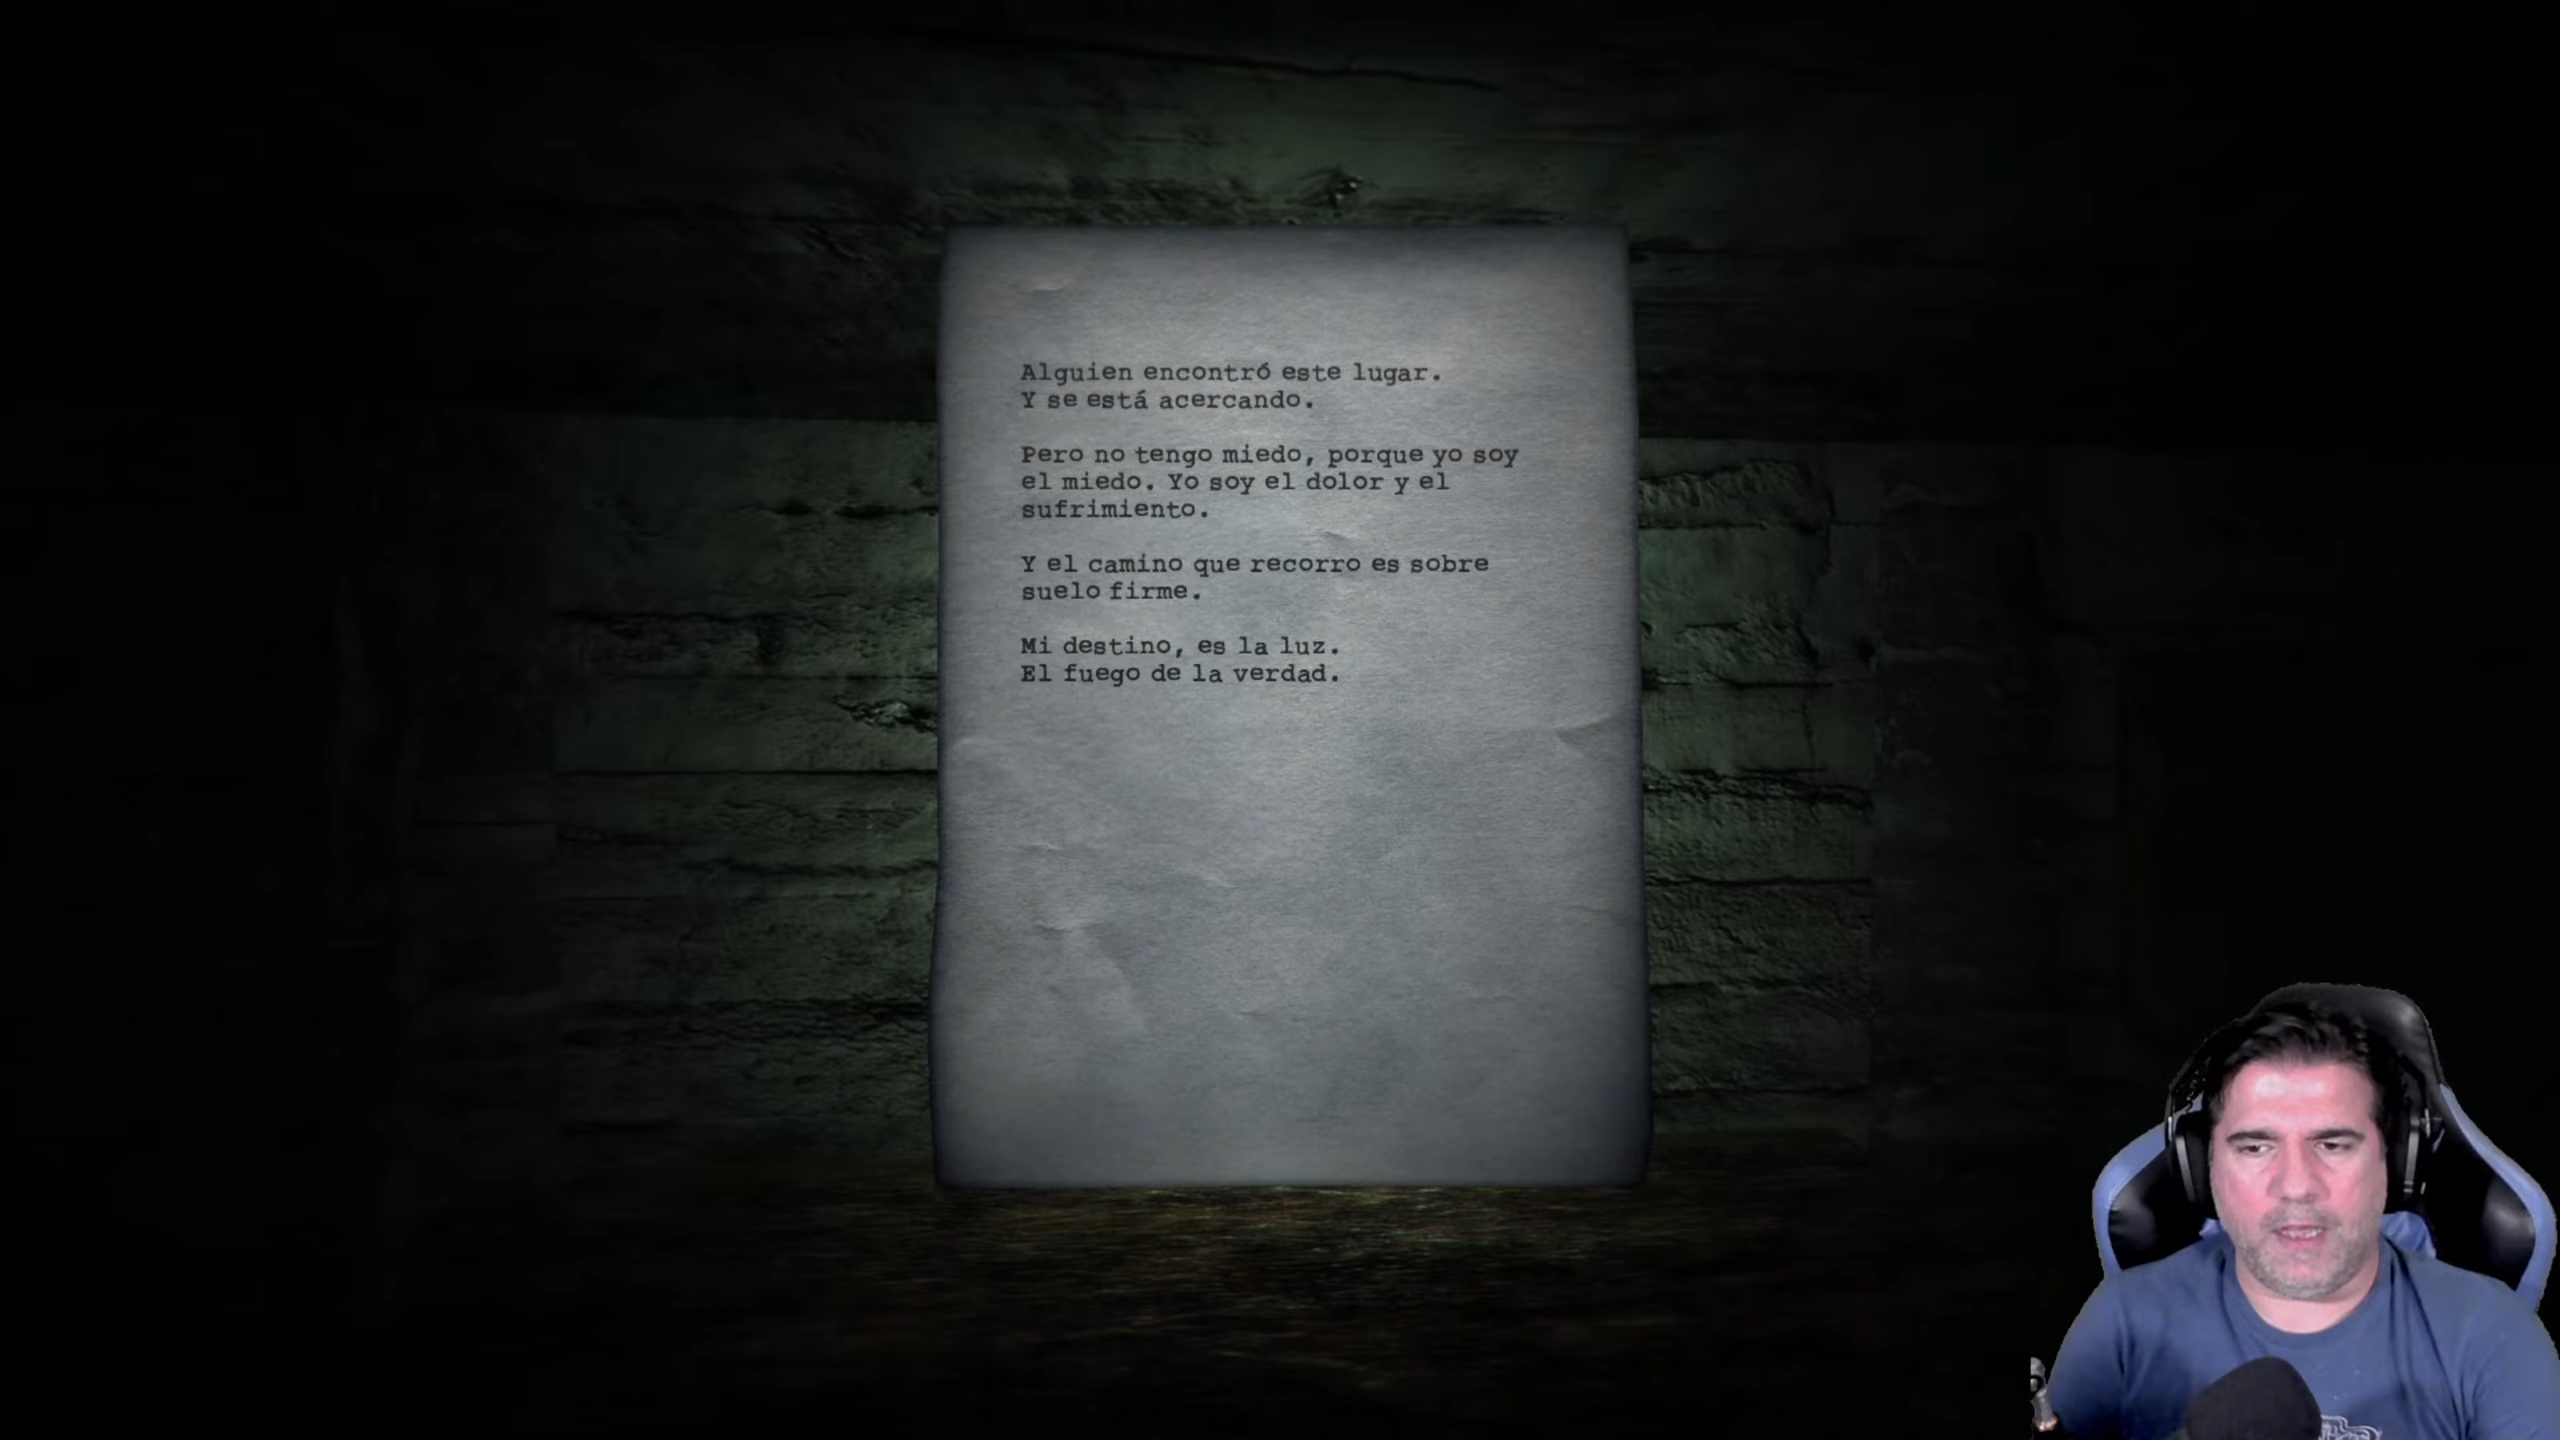 Alguien encontró este lugar.
Y se está acercando.
Pero no tengo miedo, porque yo soy
el miedo. Yo soy el dolor y el
sufrimiento.
Y el camino que recorro es sobre
suelo firme.
Mi destino, es la luz.
El fuego de la verdad.